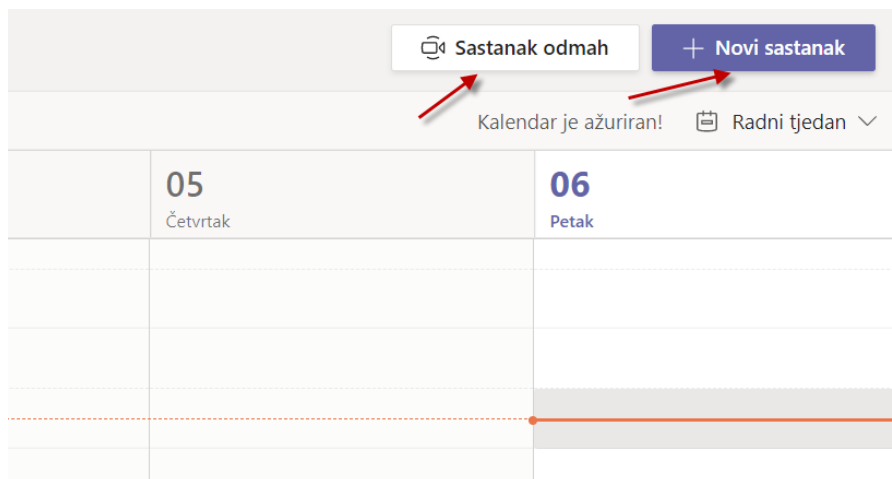 Sastanak odmah
+ Novi sastanak
Kalendar je ažuriran!
Radni tjedan
05
Četvrtak
06
Petak